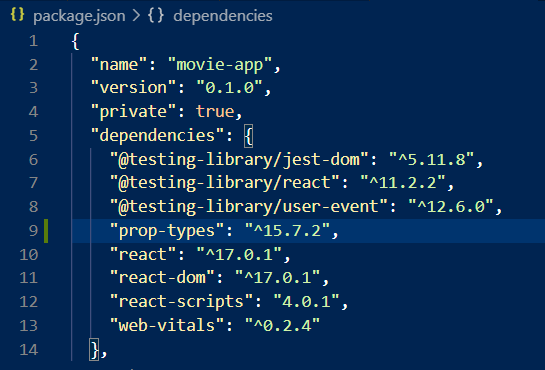 {} package.json > {} dependencies
1 {
2 "name": "movie-app",
3 "version": "0.1.0",
4 "private": true,
5 "dependencies": {
6 "@testing-library/jest-dom": "^5.11.8",
7 "@testing-library/react": "^11.2.2",
8 "@testing-library/user-event": "^12.6.0",
9 "prop-types": "^15.7.2",
10 "react": "^17.0.1",
11 "react-dom": "^17.0.1",
12 "react-scripts": "4.0.1",
13 "web-vitals": "^0.2.4"
14 },